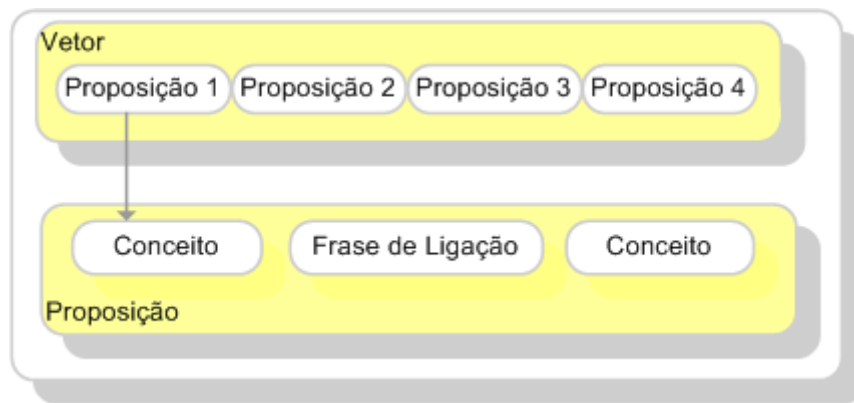 Vetor
Proposição 1 Proposição 2 Proposição 3 Proposição 4
Conceito Frase de Ligação Conceito
Proposição